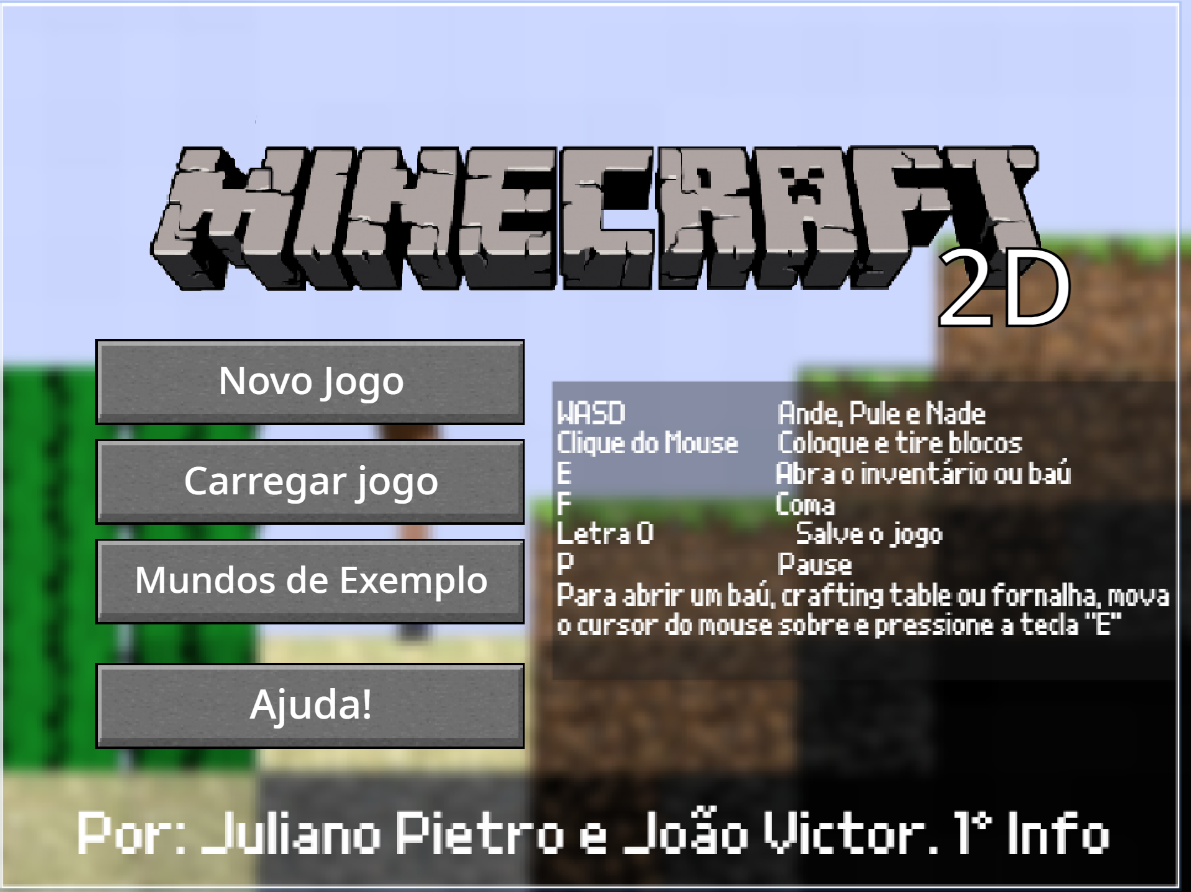 MINECRAFT
2D
Novo Jogo
Carregar jogo
Mundos de Exemplo
Ajuda!
WASD Ande, Pule e Nade
Clique do Mouse Coloque e tire blocos
E Abra o inventário ou baú
F Coma
Letra O Salve o jogo
P Pause
Para abrir um baú, crafting table ou fornalha, mova
o cursor do mouse sobre e pressione a tecla "E"
Por: Juliano Pietro e João Victor. 1° Info